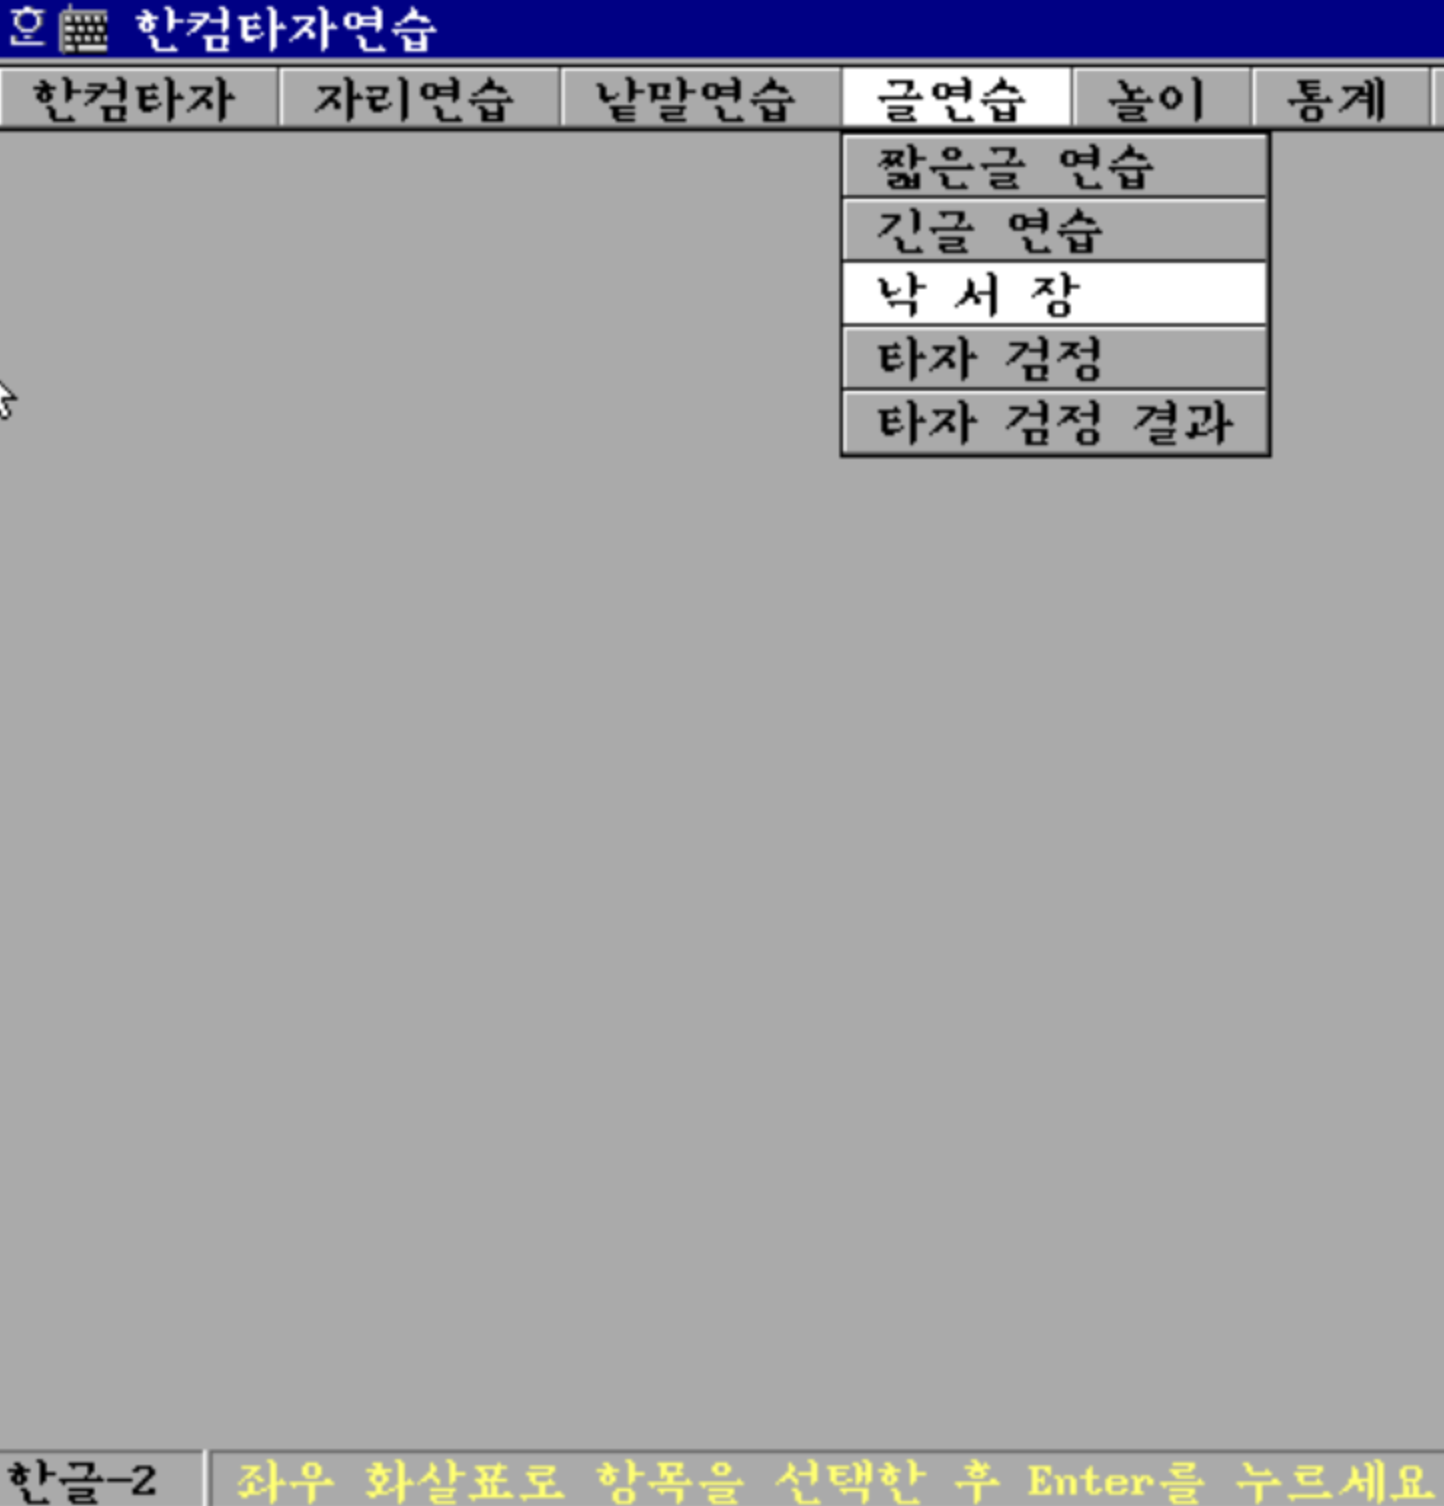 ᄒᆞᆫ 한컴타자연습
한컴타자 자리연습 낱말연습 글연습 놀이 통계
짧은글 연습
긴글 연습
낙 서 장
타자 검정
타자 검정 결과
한글-2 좌우 화살표로 항목을 선택한 후 Enter를 누르세요